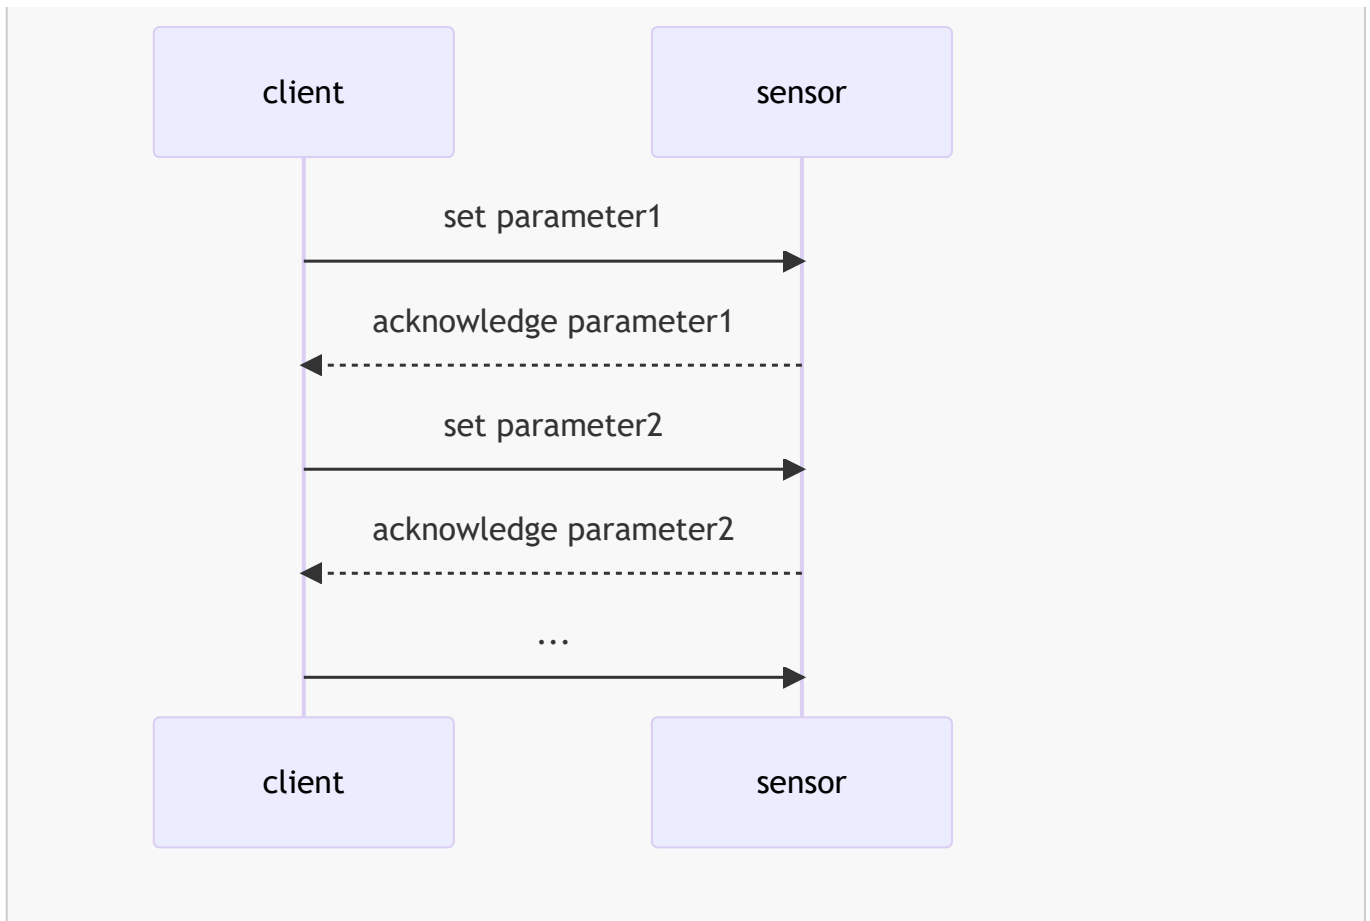 client
sensor
set parameter1
acknowledge parameter1
set parameter2
acknowledge parameter2
...
client
sensor